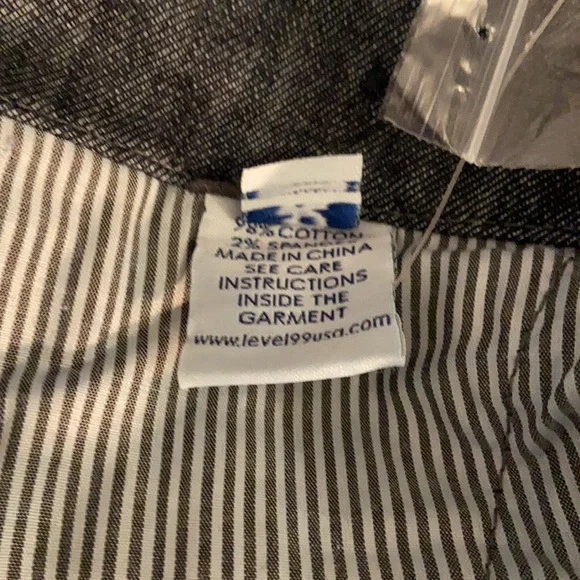 98% COTTON
2% SPANDEX
MADE IN CHINA
SEE CARE
INSTRUCTIONS
INSIDE THE
GARMENT
www.level99usa.com